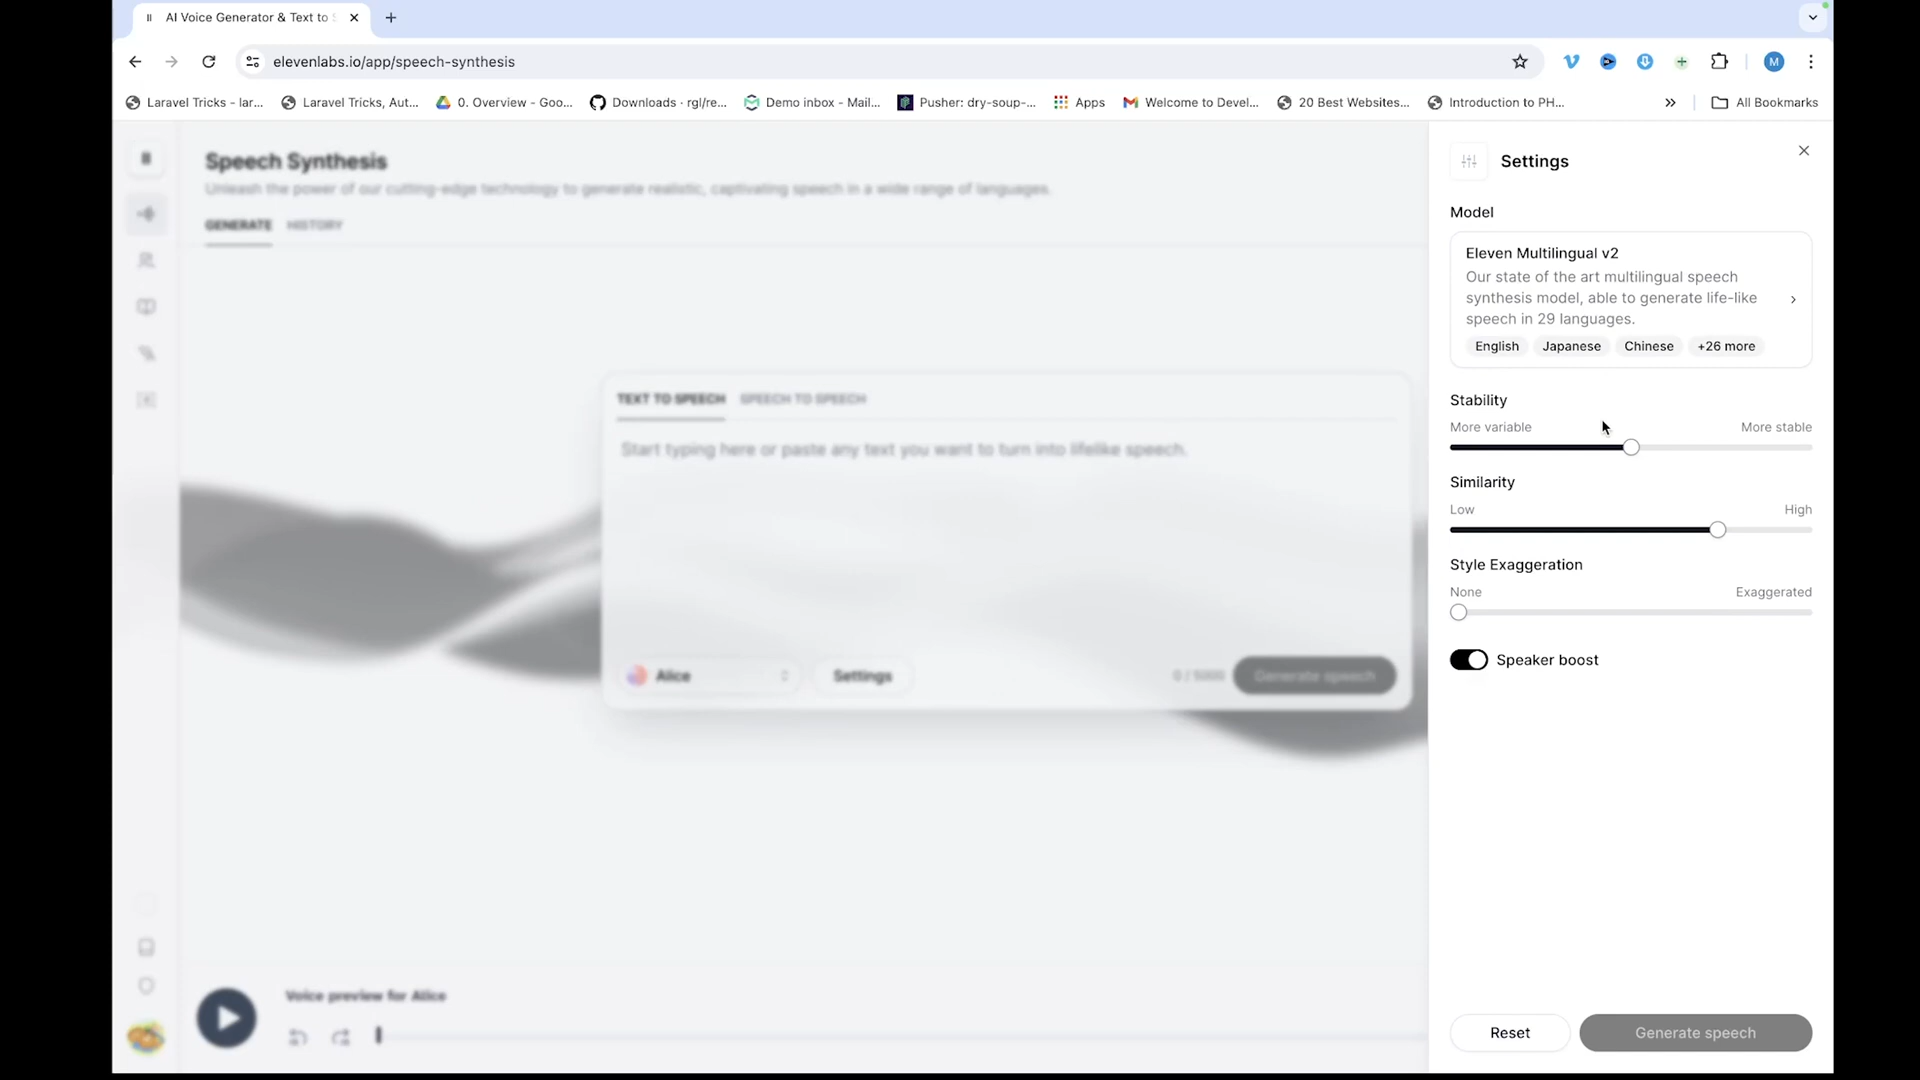 AI Voice Generator & Text to S
elevenlabs.io/app/speech-synthesis
M
Laravel Tricks - lar...
Laravel Tricks, Aut...
0. Overview - Goo...
Downloads · rgl/re...
Demo inbox - Mail...
Pusher: dry-soup-...
Apps
Welcome to Devel...
20 Best Websites...
Introduction to PH...
All Bookmarks
Speech Synthesis
Unleash the power of our cutting-edge technology to generate realistic, captivating speech in a wide range of languages.
GENERATE HISTORY
TEXT TO SPEECH SPEECH TO SPEECH
Start typing here or paste any text you want to turn into lifelike speech.
Alice
Settings
0 / 5000
Generate speech
Voice preview for Alice
Settings
Model
Eleven Multilingual v2
Our state of the art multilingual speech
synthesis model, able to generate life-like
speech in 29 languages.
English Japanese Chinese +26 more
Stability
More variable More stable
Similarity
Low High
Style Exaggeration
None Exaggerated
Speaker boost
Reset
Generate speech